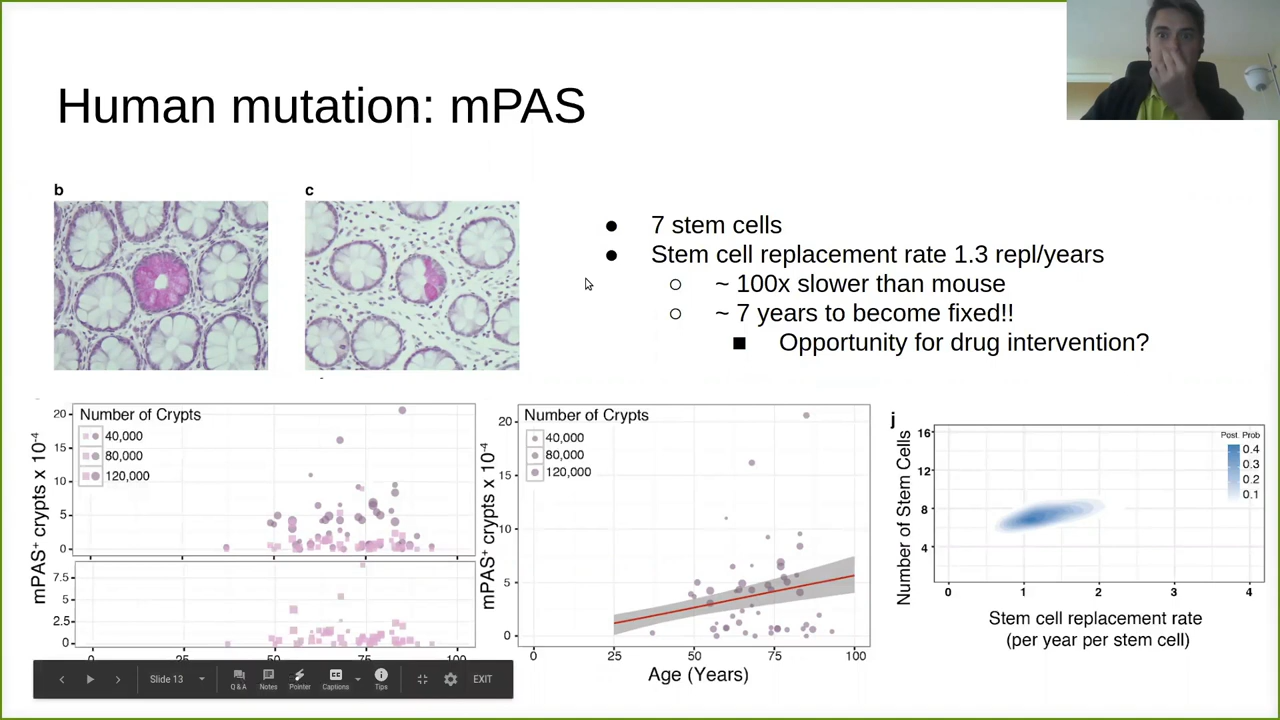 Human mutation: mPAS
b
c
● 7 stem cells
● Stem cell replacement rate 1.3 repl/years
○ ~ 100x slower than mouse
○ ~ 7 years to become fixed!!
■ Opportunity for drug intervention?
mPAS⁺ crypts x 10⁻⁴
20
15
10
5
0
Number of Crypts
40,000
80,000
120,000
7.5
5.0
2.5
0
0
25
75
100
mPAS⁺ crypts x 10⁻⁴
20
15
10
5
0
Number of Crypts
40,000
80,000
120,000
0
25
50
75
100
Age (Years)
j
Number of Stem Cells
16
12
8
4
Post. Prob
0.4
0.3
0.2
0.1
0
1
2
3
4
Stem cell replacement rate
(per year per stem cell)
Slide 13
Q & A
Notes
Pointer
CC
Captions
Tips
EXIT